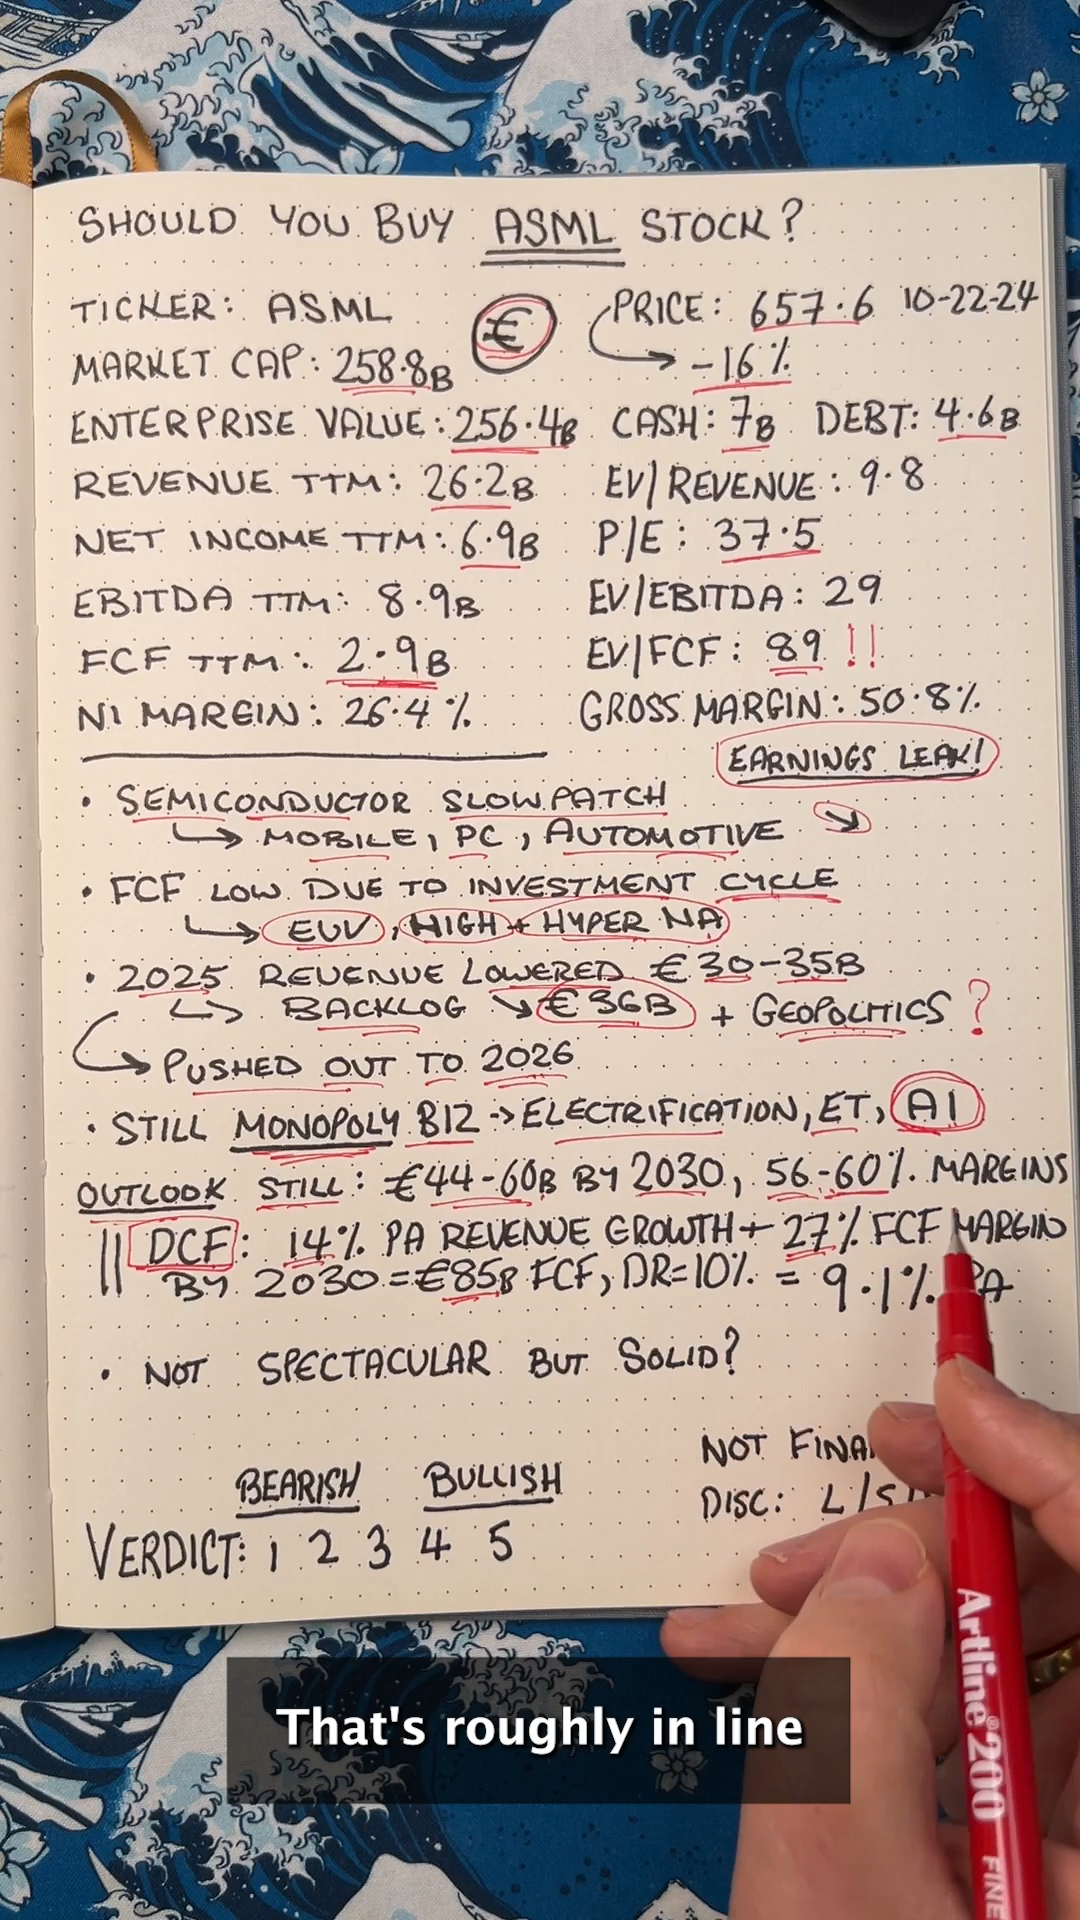 SHOULD YOU BUY ASML STOCK?
TICKER: ASML € PRICE: 657.6 10-22-24
MARKET CAP: 258.8B -16%
ENTERPRISE VALUE: 256.4B CASH: 7B DEBT: 4.6B
REVENUE TTM: 26.2B EV/REVENUE: 9.8
NET INCOME TTM: 6.9B P/E: 37.5
EBITDA TTM: 8.9B EV/EBITDA: 29
FCF TTM: 2.9B EV/FCF: 89 !!
NI MARGIN: 26.4% GROSS MARGIN: 50.8%
EARNINGS LEAK!
• SEMICONDUCTOR SLOW PATCH
↳ MOBILE, PC, AUTOMOTIVE ↘
• FCF LOW DUE TO INVESTMENT CYCLE
↳ EUV, HIGH + HYPER NA
• 2025 REVENUE LOWERED €30-35B
↳ BACKLOG ↘ €36B + GEOPOLITICS ?
↳ PUSHED OUT TO 2026
• STILL MONOPOLY BIZ → ELECTRIFICATION, ET, AI
OUTLOOK STILL: €44-60B BY 2030, 56-60% MARGINS
DCF: 14% PA REVENUE GROWTH + 27% FCF MARGIN
BY 2030 = €85B FCF, DR=10% = 9.1% PA
• NOT SPECTACULAR BUT SOLID?
NOT
BEARISH BULLISH
DISC: L/S
VERDICT: 1 2 3 4 5
That's roughly in line
Artline®200
FINE